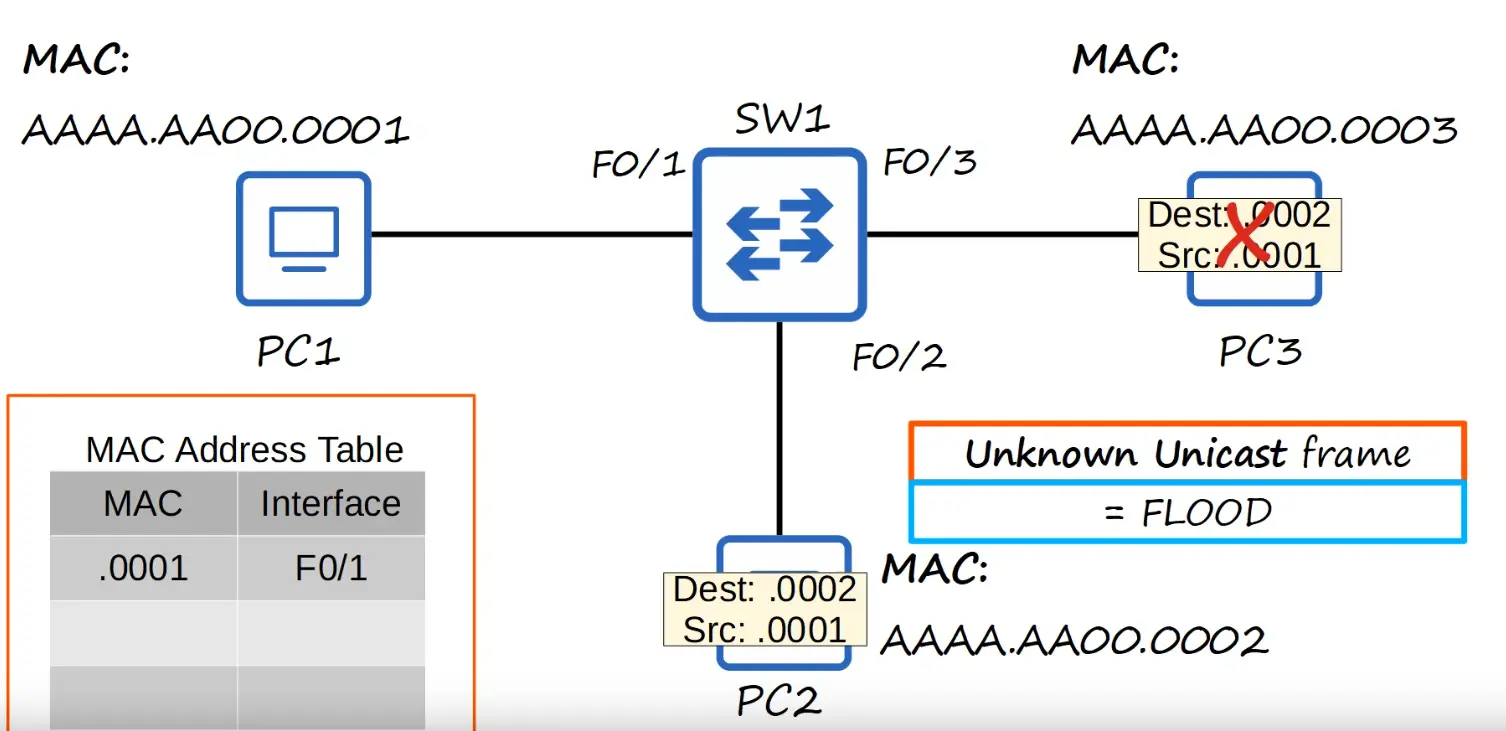 MAC:
AAAA.AA00.0001
PC1
SW1
F0/1
F0/3
F0/2
MAC:
AAAA.AA00.0003
Dest: .0002
Src: .0001
PC3
MAC Address Table
MAC Interface
.0001 F0/1
Unknown Unicast frame
= FLOOD
Dest: .0002
Src: .0001
PC2
MAC:
AAAA.AA00.0002